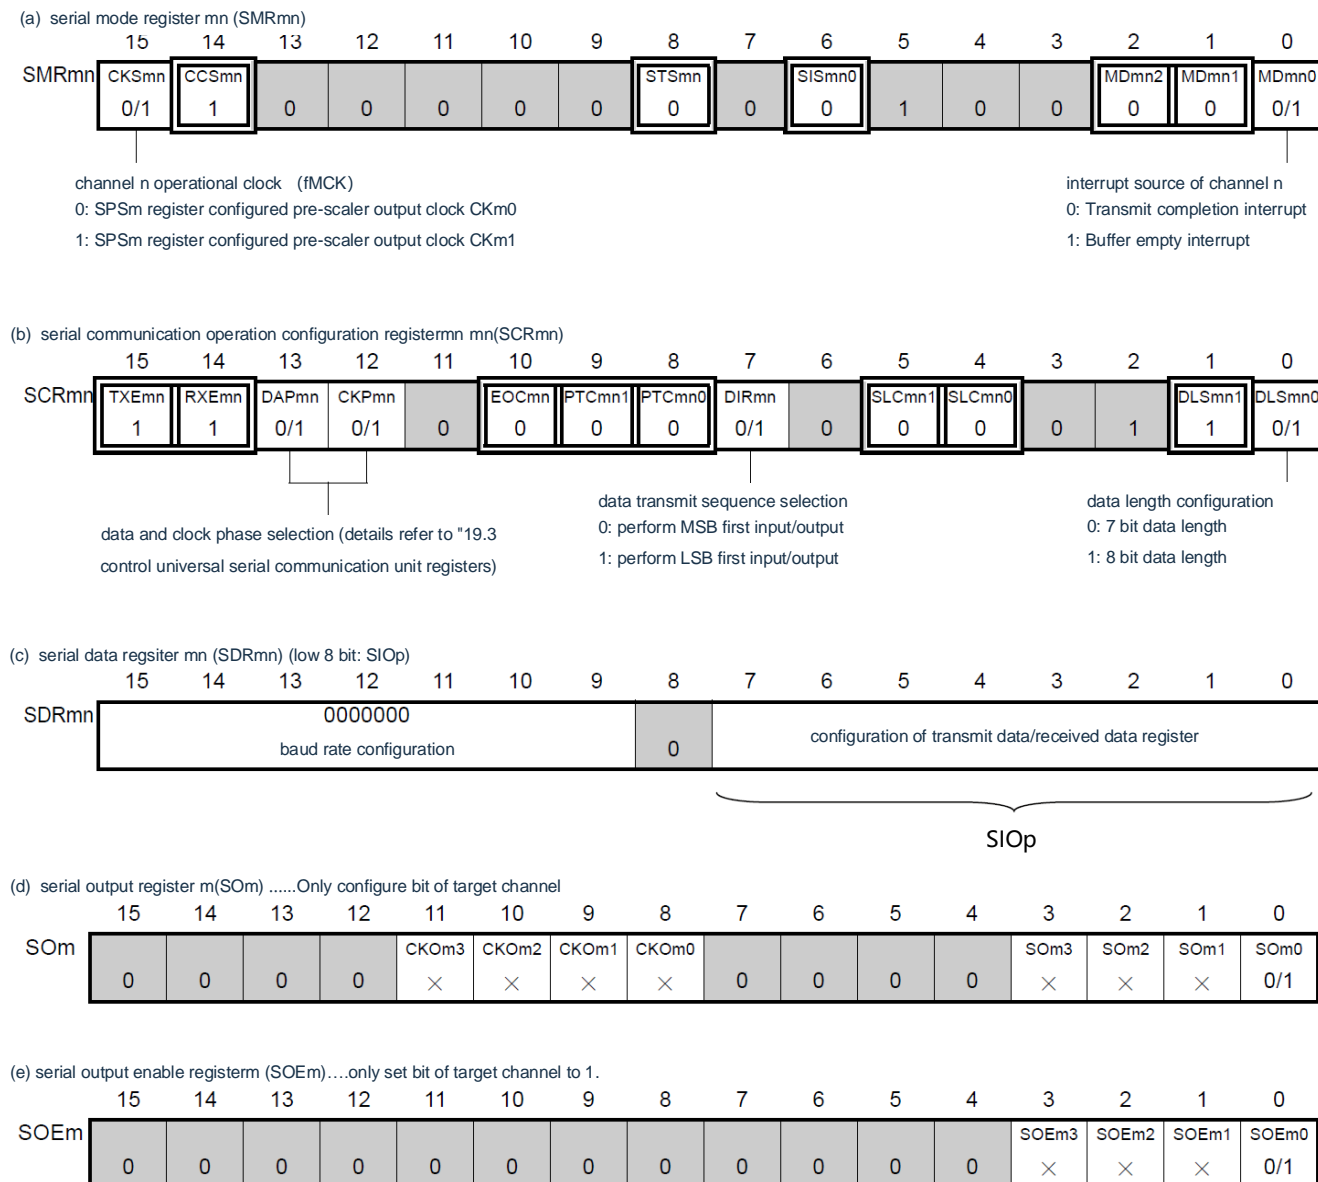 (a) serial mode register mn (SMRmn)
15 14 13 12 11 10 9 8 7 6 5 4 3 2 1 0
SMRmn CKSmn CCSmn STSmn SISmn0 MDmn2 MDmn1 MDmn0
0/1 1 0 0 0 0 0 0 0 0 1 0 0 0 0 0/1
channel n operational clock (fMCK)
0: SPSm register configured pre-scaler output clock CKm0
1: SPSm register configured pre-scaler output clock CKm1
interrupt source of channel n
0: Transmit completion interrupt
1: Buffer empty interrupt
(b) serial communication operation configuration registermn mn(SCRmn)
15 14 13 12 11 10 9 8 7 6 5 4 3 2 1 0
SCRmn TXEmn RXEmn DAPmn CKPmn EOCmn PTCmn1 PTCmn0 DIRmn SLCmn1 SLCmn0 DLSmn1 DLSmn0
1 1 0/1 0/1 0 0 0 0 0/1 0 0 0 0 1 1 0/1
data and clock phase selection (details refer to "19.3
control universal serial communication unit registers)
data transmit sequence selection
0: perform MSB first input/output
1: perform LSB first input/output
data length configuration
0: 7 bit data length
1: 8 bit data length
(c) serial data regsiter mn (SDRmn) (low 8 bit: SIOp)
15 14 13 12 11 10 9 8 7 6 5 4 3 2 1 0
SDRmn 0000000
baud rate configuration 0 configuration of transmit data/received data register
SIOp
(d) serial output register m(SOm) ......Only configure bit of target channel
15 14 13 12 11 10 9 8 7 6 5 4 3 2 1 0
SOm CKOm3 CKOm2 CKOm1 CKOm0 SOm3 SOm2 SOm1 SOm0
0 0 0 0 × × × × 0 0 0 0 × × × 0/1
(e) serial output enable registerm (SOEm)....only set bit of target channel to 1.
15 14 13 12 11 10 9 8 7 6 5 4 3 2 1 0
SOEm SOEm3 SOEm2 SOEm1 SOEm0
0 0 0 0 0 0 0 0 0 0 0 0 × × × 0/1